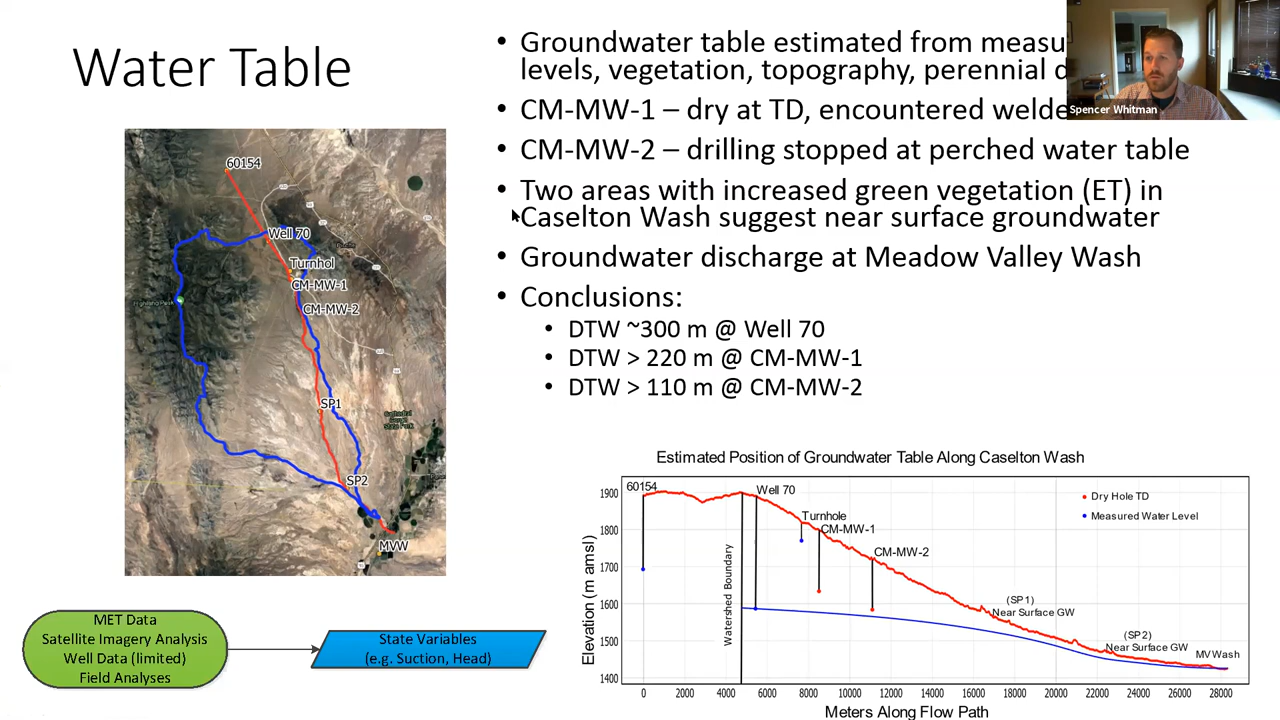 Water Table
• Groundwater table estimated from measu
levels, vegetation, topography, perennial
• CM-MW-1 – dry at TD, encountered welde
• CM-MW-2 – drilling stopped at perched water table
• Two areas with increased green vegetation (ET) in
Caselton Wash suggest near surface groundwater
• Groundwater discharge at Meadow Valley Wash
• Conclusions:
• DTW ~300 m @ Well 70
• DTW > 220 m @ CM-MW-1
• DTW > 110 m @ CM-MW-2
Spencer Whitman
60154
Well 70
Turnhol
CM-MW-1
CM-MW-2
Highland Peak
SP1
SP2
MVW
MET Data
Satellite Imagery Analysis
Well Data (limited)
Field Analyses
State Variables
(e.g. Suction, Head)
Estimated Position of Groundwater Table Along Caselton Wash
Elevation (m amsl)
1900
1800
1700
1600
1500
1400
60154
Watershed Boundary
Well 70
Turnhole
CM-MW-1
CM-MW-2
Dry Hole TD
Measured Water Level
(SP1)
Near Surface GW
(SP2)
Near Surface GW
MV Wash
0 2000 4000 6000 8000 10000 12000 14000 16000 18000 20000 22000 24000 26000 28000
Meters Along Flow Path